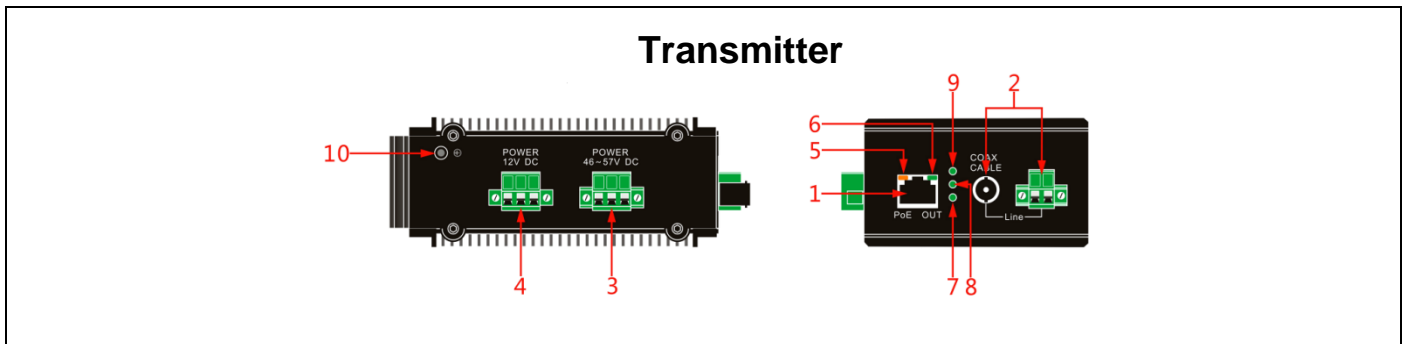 Transmitter
9 2
6
5
10
POWER
12V DC
POWER
46~57V DC
COAX
CABLE
1
PoE OUT
Line
4 3
7 8